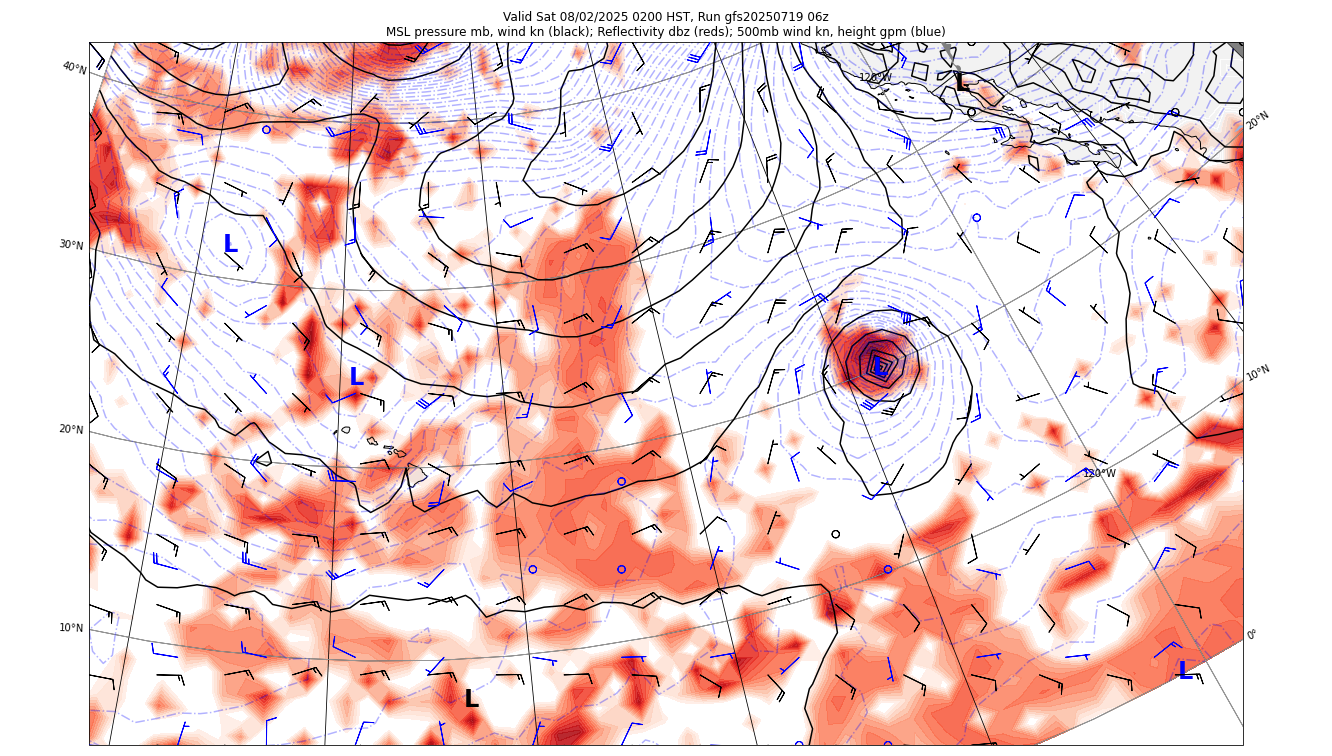 Valid Sat 08/02/2025 0200 HST, Run gfs20250719 06z
MSL pressure mb, wind kn (black); Reflectivity dbz (reds); 500mb wind kn, height gpm (blue)
40°N
120°W
L
20°N
30°N
L
L
L
10°N
20°N
120°W
10°N
0°
L
L